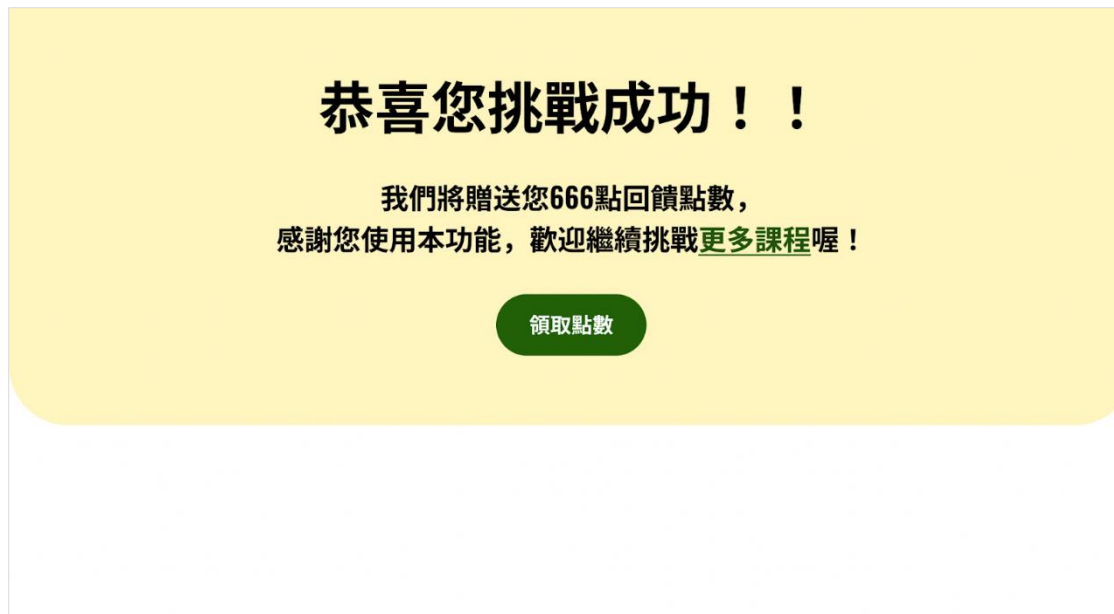 恭喜您挑戰成功！！
我們將贈送您666點回饋點數，
感謝您使用本功能，歡迎繼續挑戰更多課程喔！
領取點數